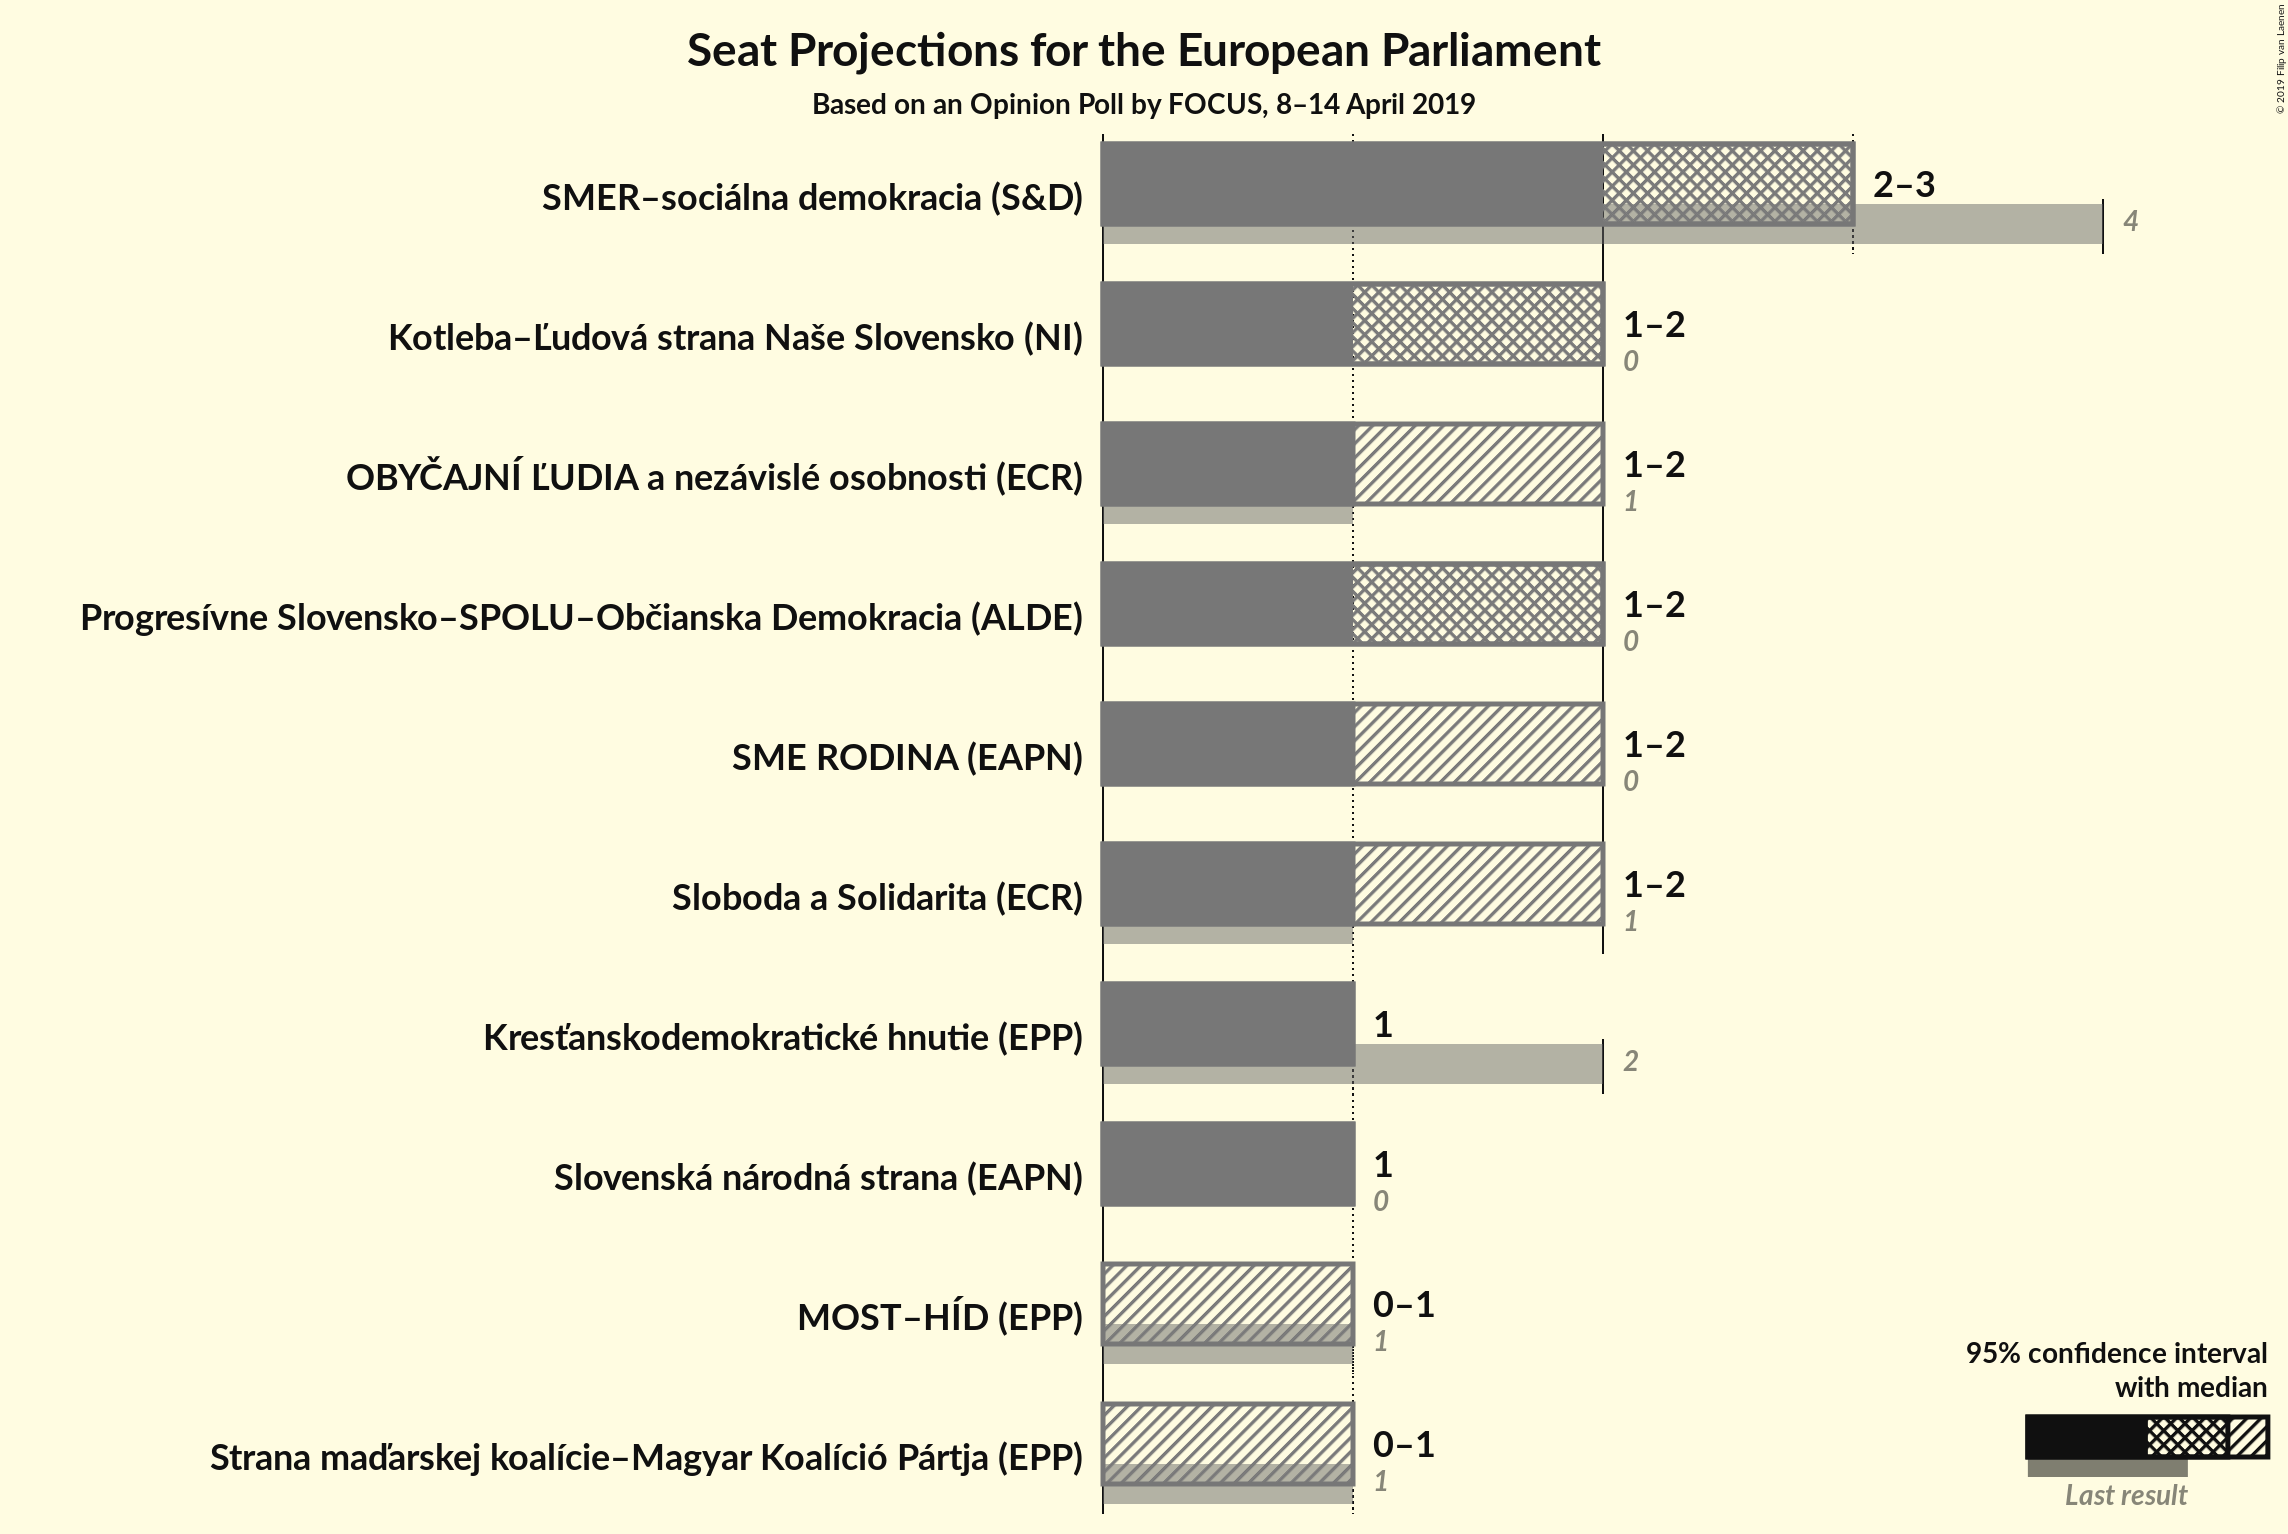 Seat Projections for the European Parliament
Based on an Opinion Poll by FOCUS, 8–14 April 2019
© 2019 Filip van Laenen
SMER–sociálna demokracia (S&D)
2–3
4
Kotleba–Ľudová strana Naše Slovensko (NI)
1–2
0
OBYČAJNÍ ĽUDIA a nezávislé osobnosti (ECR)
1–2
1
Progresívne Slovensko–SPOLU–Občianska Demokracia (ALDE)
1–2
0
SME RODINA (EAPN)
1–2
0
Sloboda a Solidarita (ECR)
1–2
1
Kresťanskodemokratické hnutie (EPP)
1
2
Slovenská národná strana (EAPN)
1
0
MOST–HÍD (EPP)
0–1
1
Strana maďarskej koalície–Magyar Koalíció Pártja (EPP)
0–1
1
95% confidence interval
with median
Last result